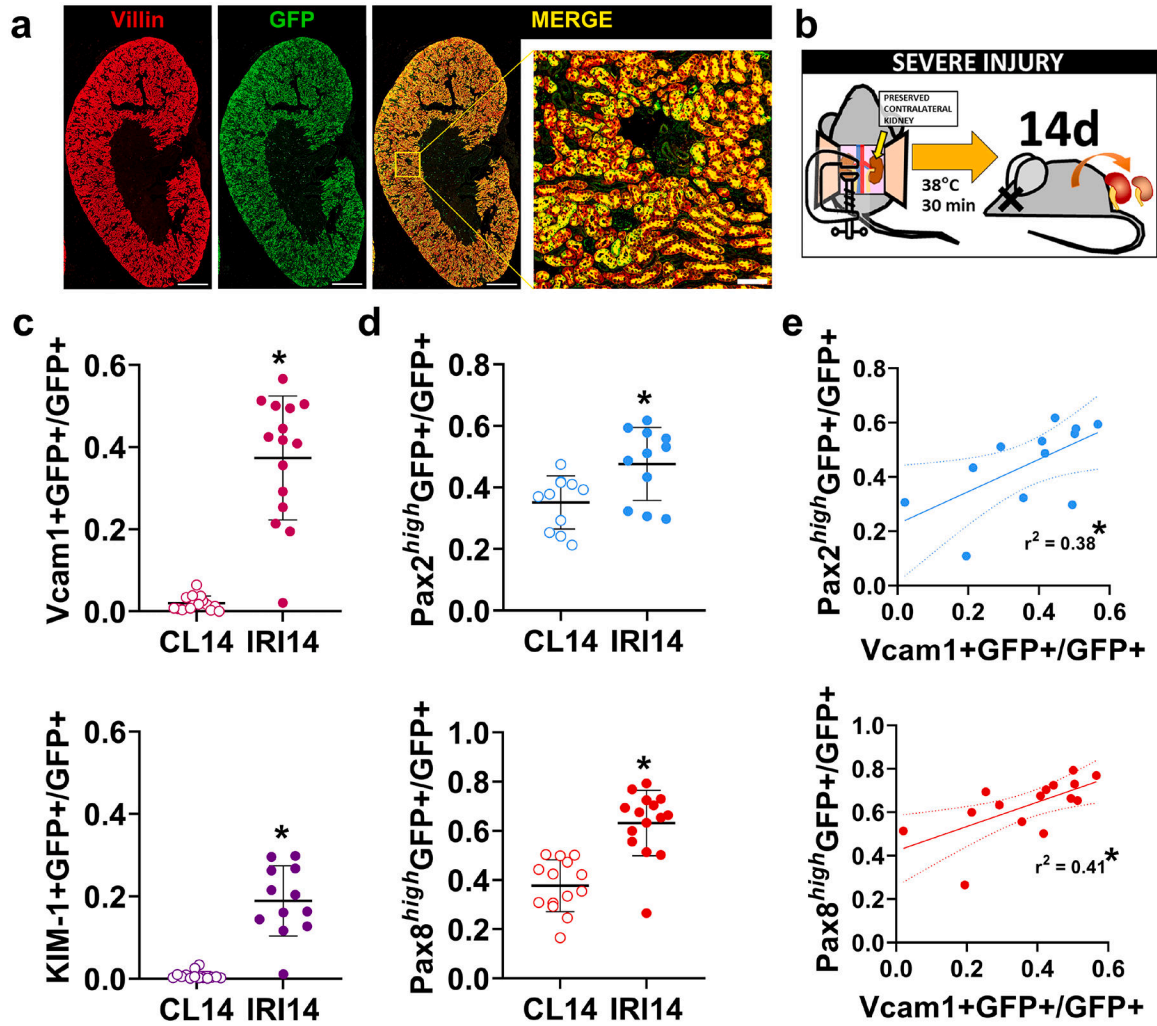 a
Villin
GFP
MERGE
b
SEVERE INJURY
PRESERVED
CONTRALATERAL
KIDNEY
14d
38°C
30 min
c
Vcam1+GFP+/GFP+
0.6
0.4
0.2
0.0
*
CL14 IRI14
KIM-1+GFP+/GFP+
0.6
0.4
0.2
0.0
*
CL14 IRI14
d
Pax2highGFP+/GFP+
0.8
0.6
0.4
0.2
0.0
*
CL14 IRI14
Pax8highGFP+/GFP+
1.0
0.8
0.6
0.4
0.2
0.0
*
CL14 IRI14
e
Pax2highGFP+/GFP+
0.8
0.6
0.4
0.2
0.0
r² = 0.38*
0.0 0.2 0.4 0.6
Vcam1+GFP+/GFP+
Pax8highGFP+/GFP+
1.0
0.8
0.6
0.4
0.2
0.0
r² = 0.41*
0.0 0.2 0.4 0.6
Vcam1+GFP+/GFP+